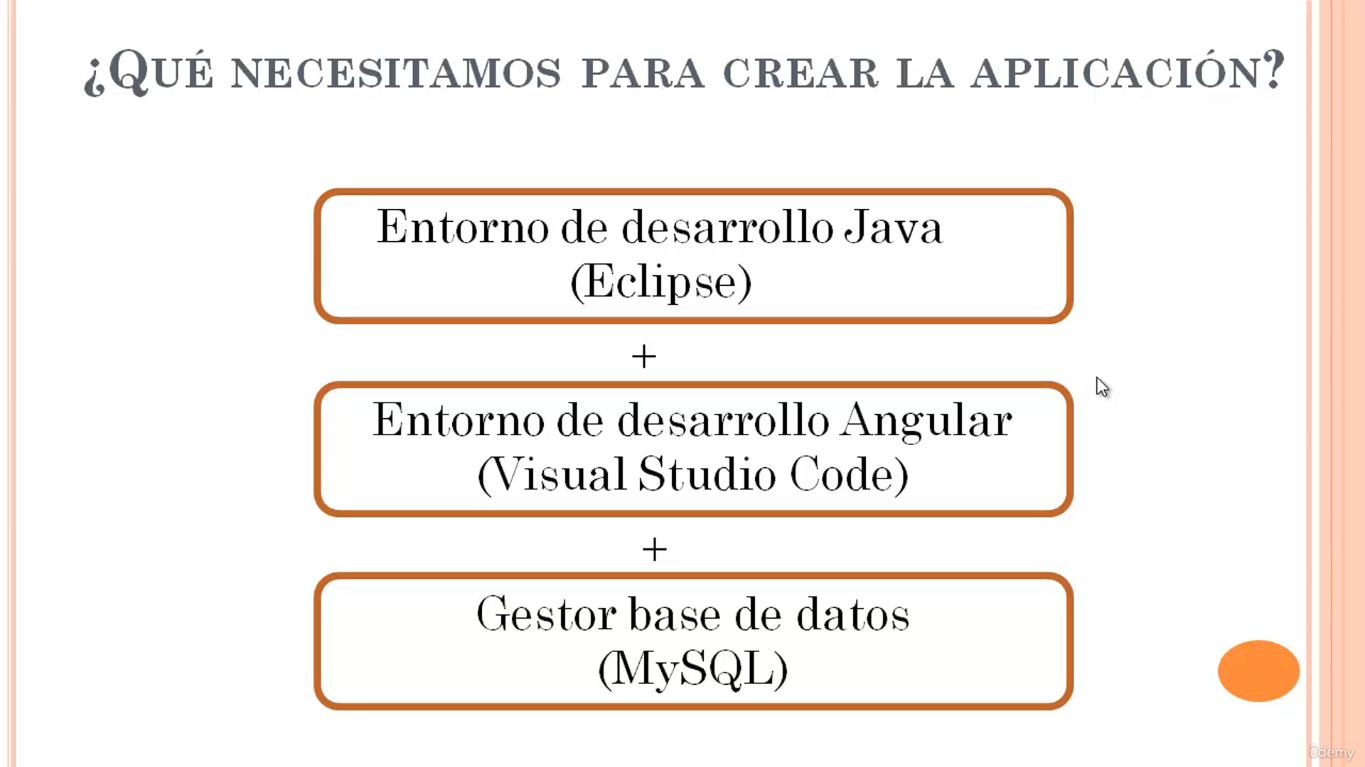 ¿Qué necesitamos para crear la aplicación?
Entorno de desarrollo Java
(Eclipse)
+
Entorno de desarrollo Angular
(Visual Studio Code)
+
Gestor base de datos
(MySQL)
ûdemy